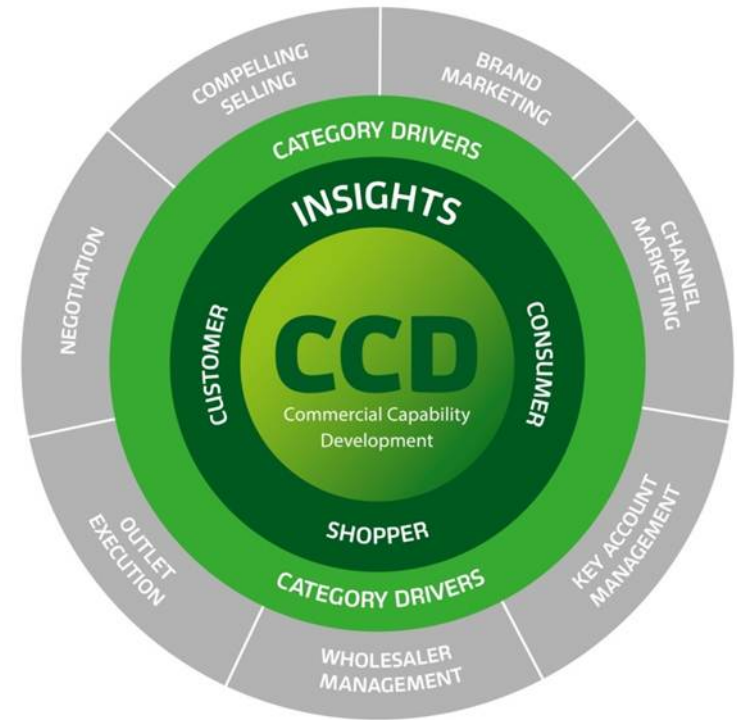 COMPELLING
SELLING
BRAND
MARKETING
CATEGORY DRIVERS
INSIGHTS
CHANNEL
MARKETING
NEGOTIATION
CUSTOMER
CONSUMER
CCD
Commercial Capability
Development
SHOPPER
CATEGORY DRIVERS
OUTLET
EXECUTION
KEY ACCOUNT
MANAGEMENT
WHOLESALER
MANAGEMENT